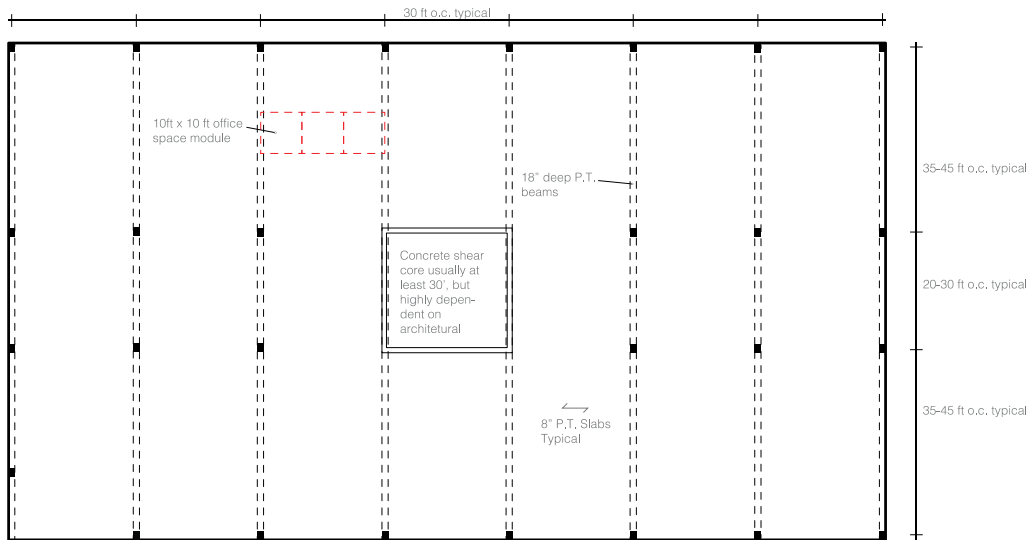 30 ft o.c. typical
10ft x 10 ft office
space module
35-45 ft o.c. typical
18" deep P.T.
beams
Concrete shear
core usually at
least 30', but
highly depen-
dent on
architetural
20-30 ft o.c. typical
35-45 ft o.c. typical
8" P.T. Slabs
Typical